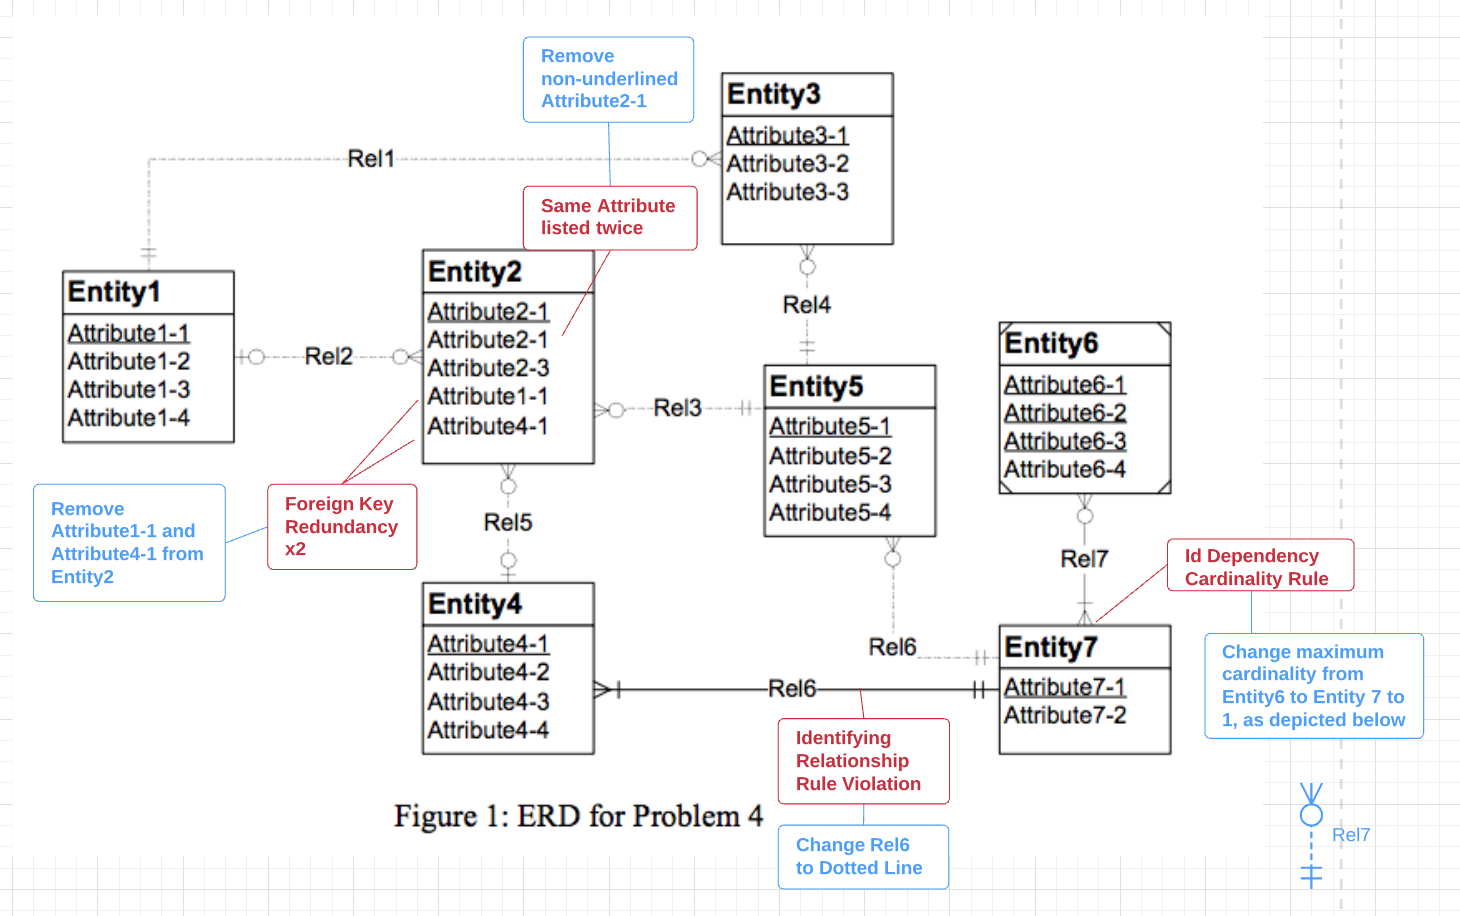 Remove
non-underlined
Attribute2-1
Entity3
Attribute3-1
Attribute3-2
Attribute3-3
Rel1
Same Attribute
listed twice
Entity1
Attribute1-1
Attribute1-2
Attribute1-3
Attribute1-4
Rel2
Entity2
Attribute2-1
Attribute2-1
Attribute2-3
Attribute1-1
Attribute4-1
Rel3
Rel4
Entity5
Attribute5-1
Attribute5-2
Attribute5-3
Attribute5-4
Entity6
Attribute6-1
Attribute6-2
Attribute6-3
Attribute6-4
Remove
Attribute1-1 and
Attribute4-1 from
Entity2
Foreign Key
Redundancy
x2
Rel5
Rel7
Id Dependency
Cardinality Rule
Entity4
Attribute4-1
Attribute4-2
Attribute4-3
Attribute4-4
Rel6
Rel6
Entity7
Attribute7-1
Attribute7-2
Change maximum
cardinality from
Entity6 to Entity 7 to
1, as depicted below
Identifying
Relationship
Rule Violation
Figure 1: ERD for Problem 4
Change Rel6
to Dotted Line
Rel7